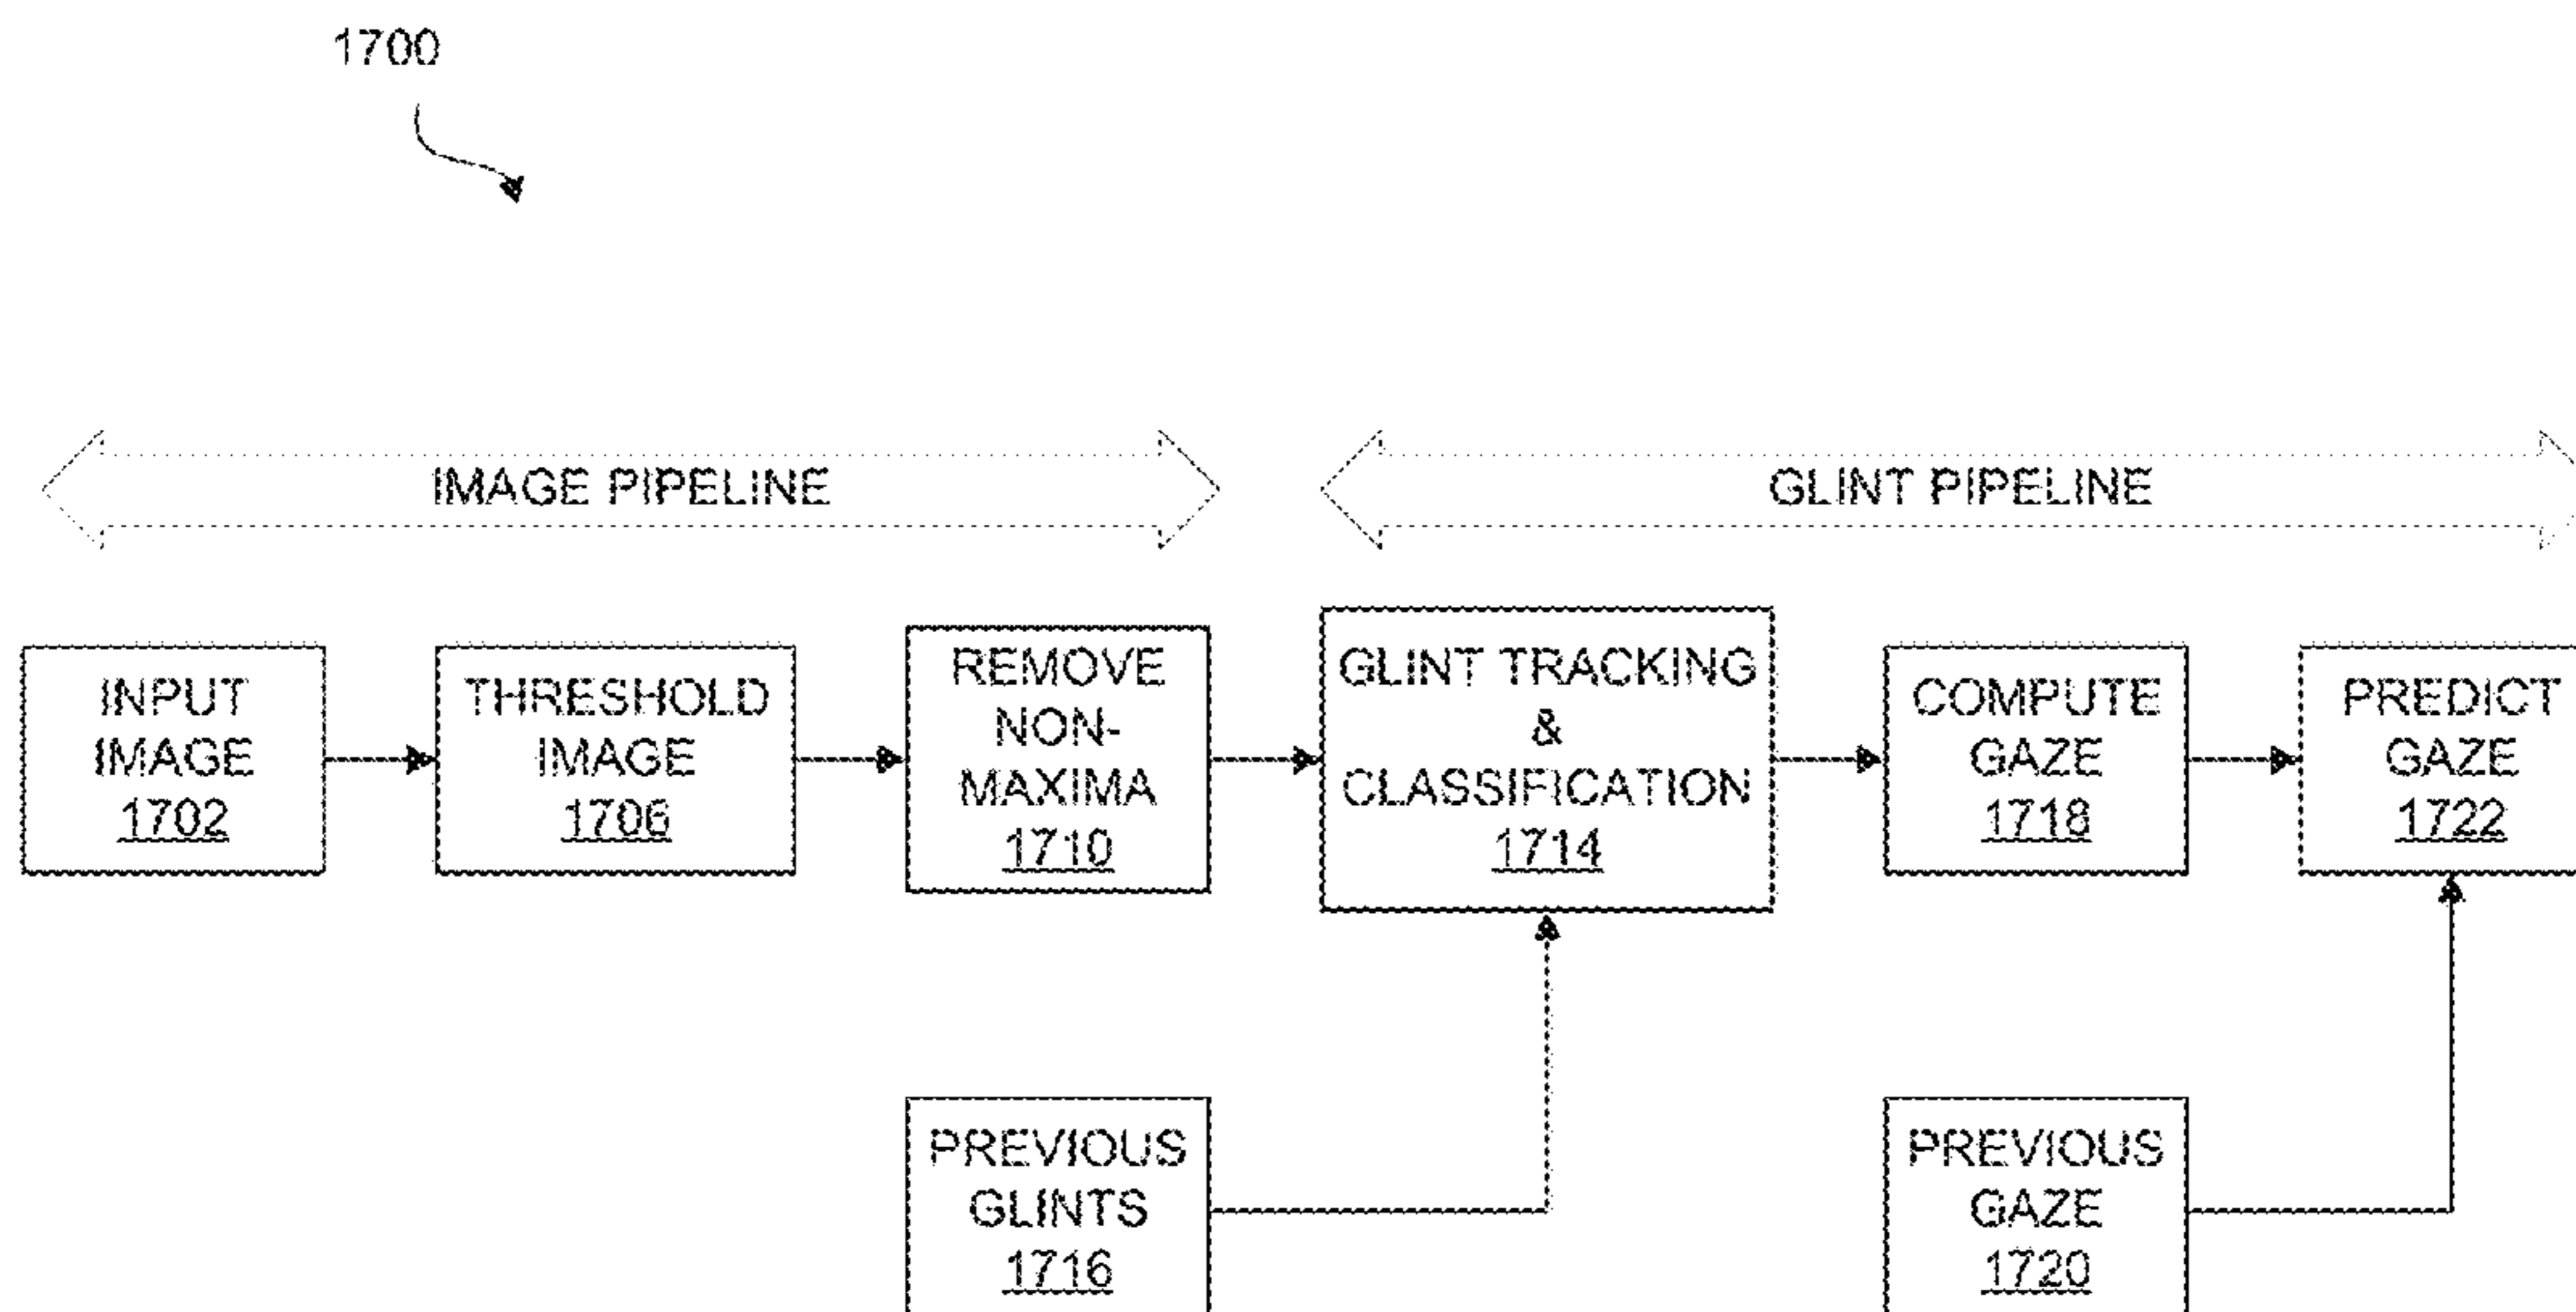 1700
IMAGE PIPELINE
GLINT PIPELINE
INPUT
IMAGE
1702
THRESHOLD
IMAGE
1706
REMOVE
NON-
MAXIMA
1710
GLINT TRACKING
&
CLASSIFICATION
1714
COMPUTE
GAZE
1718
PREDICT
GAZE
1722
PREVIOUS
GLINTS
1716
PREVIOUS
GAZE
1720